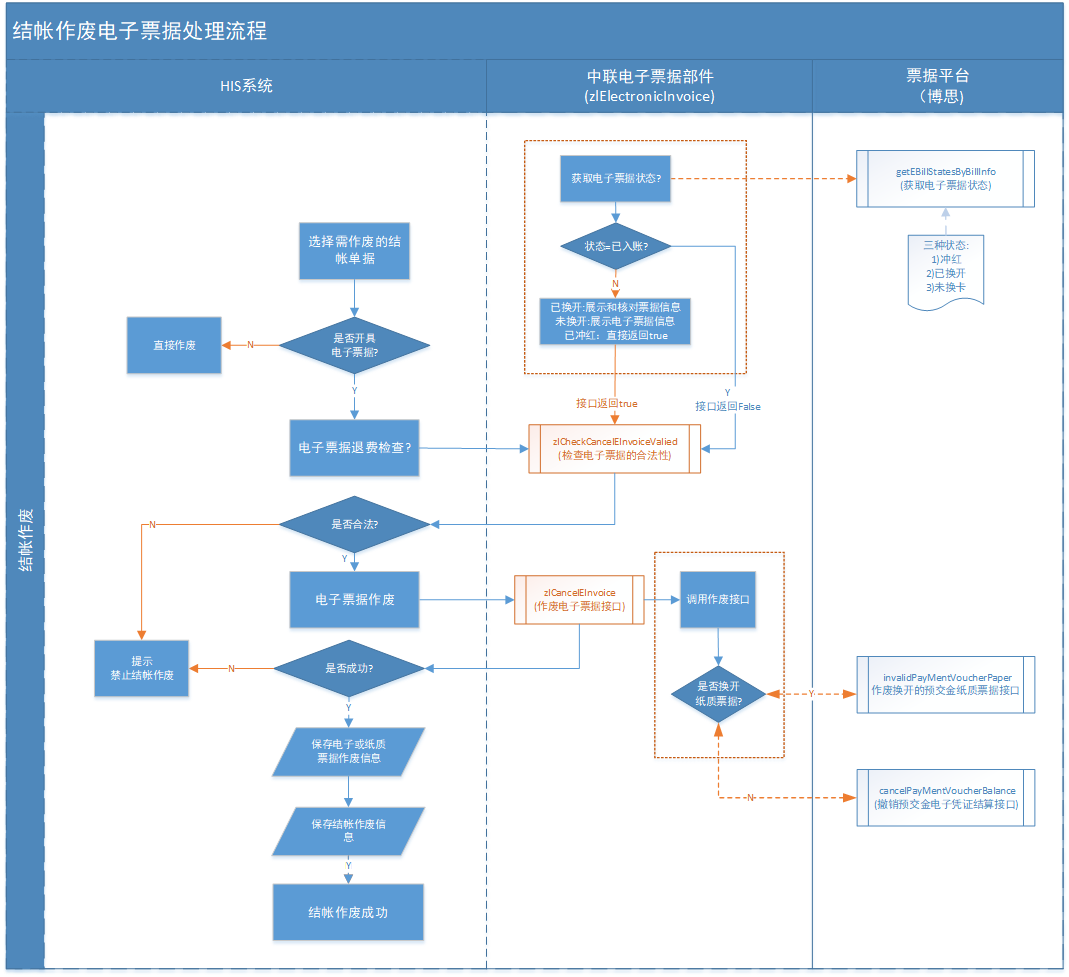 结帐作废电子票据处理流程
HIS系统
中联电子票据部件
(zlElectronicInvoice)
票据平台
（博思)
结帐作废
选择需作废的结
帐单据
是否开具
电子票据?
N
直接作废
Y
电子票据退费检查?
是否合法?
N
Y
电子票据作废
是否成功?
N
提示
禁止结帐作废
Y
保存电子或纸质
票据作废信息
保存结帐作废信
息
Y
结帐作废成功
获取电子票据状态?
状态=已入账?
N
已换开:展示和核对票据信息
未换开:展示电子票据信息
已冲红：直接返回true
接口返回true
Y
接口返回False
zlCheckCancelEInvoiceValied
(检查电子票据的合法性)
zlCancelEInvoice
(作废电子票据接口)
调用作废接口
是否换开
纸质票据?
Y
N
getEBillStatesByBillInfo
(获取电子票据状态)
三种状态:
1)冲红
2)已换开
3)未换卡
invalidPayMentVoucherPaper
作废换开的预交金纸质票据接口
cancelPayMentVoucherBalance
(撤销预交金电子凭证结算接口)